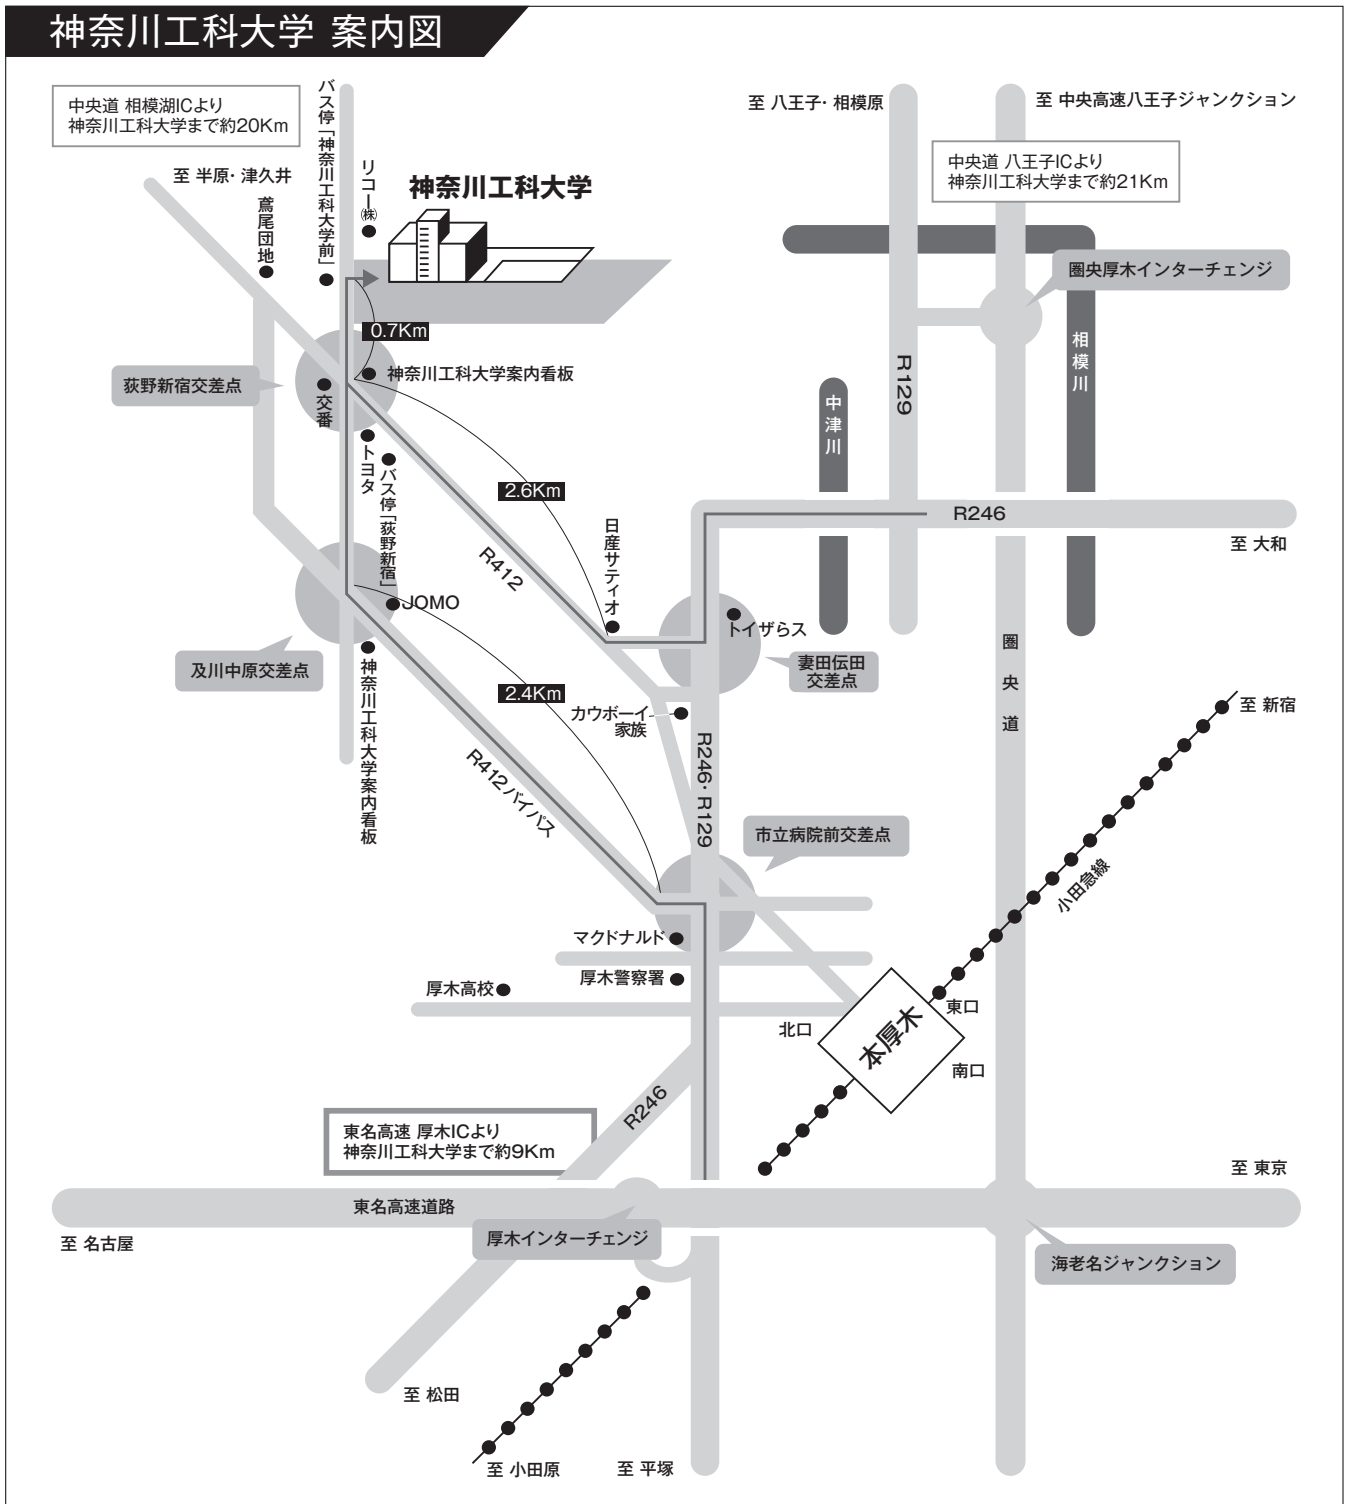 神奈川工科大学 案内図
中央道 相模湖ICより
神奈川工科大学まで約20Km
バス停「神奈川工科大学前」
至 八王子・相模原
至 中央高速八王子ジャンクション
中央道 八王子ICより
神奈川工科大学まで約21Km
至 半原・津久井
鳶尾団地
リコー㈱
神奈川工科大学
圏央厚木インターチェンジ
0.7Km
相模川
R129
荻野新宿交差点
交番
神奈川工科大学案内看板
中津川
トヨタ
バス停「荻野新宿」
2.6Km
R246
至 大和
日産サティオ
R412
JOMO
トイザらス
及川中原交差点
妻田伝田
交差点
圏央道
神奈川工科大学案内看板
2.4Km
カウボーイ
家族
至 新宿
R246・R129
R412バイパス
市立病院前交差点
小田急線
マクドナルド
厚木警察署
厚木高校
東口
北口
本厚木
南口
R246
東名高速 厚木ICより
神奈川工科大学まで約9Km
至 東京
東名高速道路
至 名古屋
厚木インターチェンジ
海老名ジャンクション
至 松田
至 小田原
至 平塚